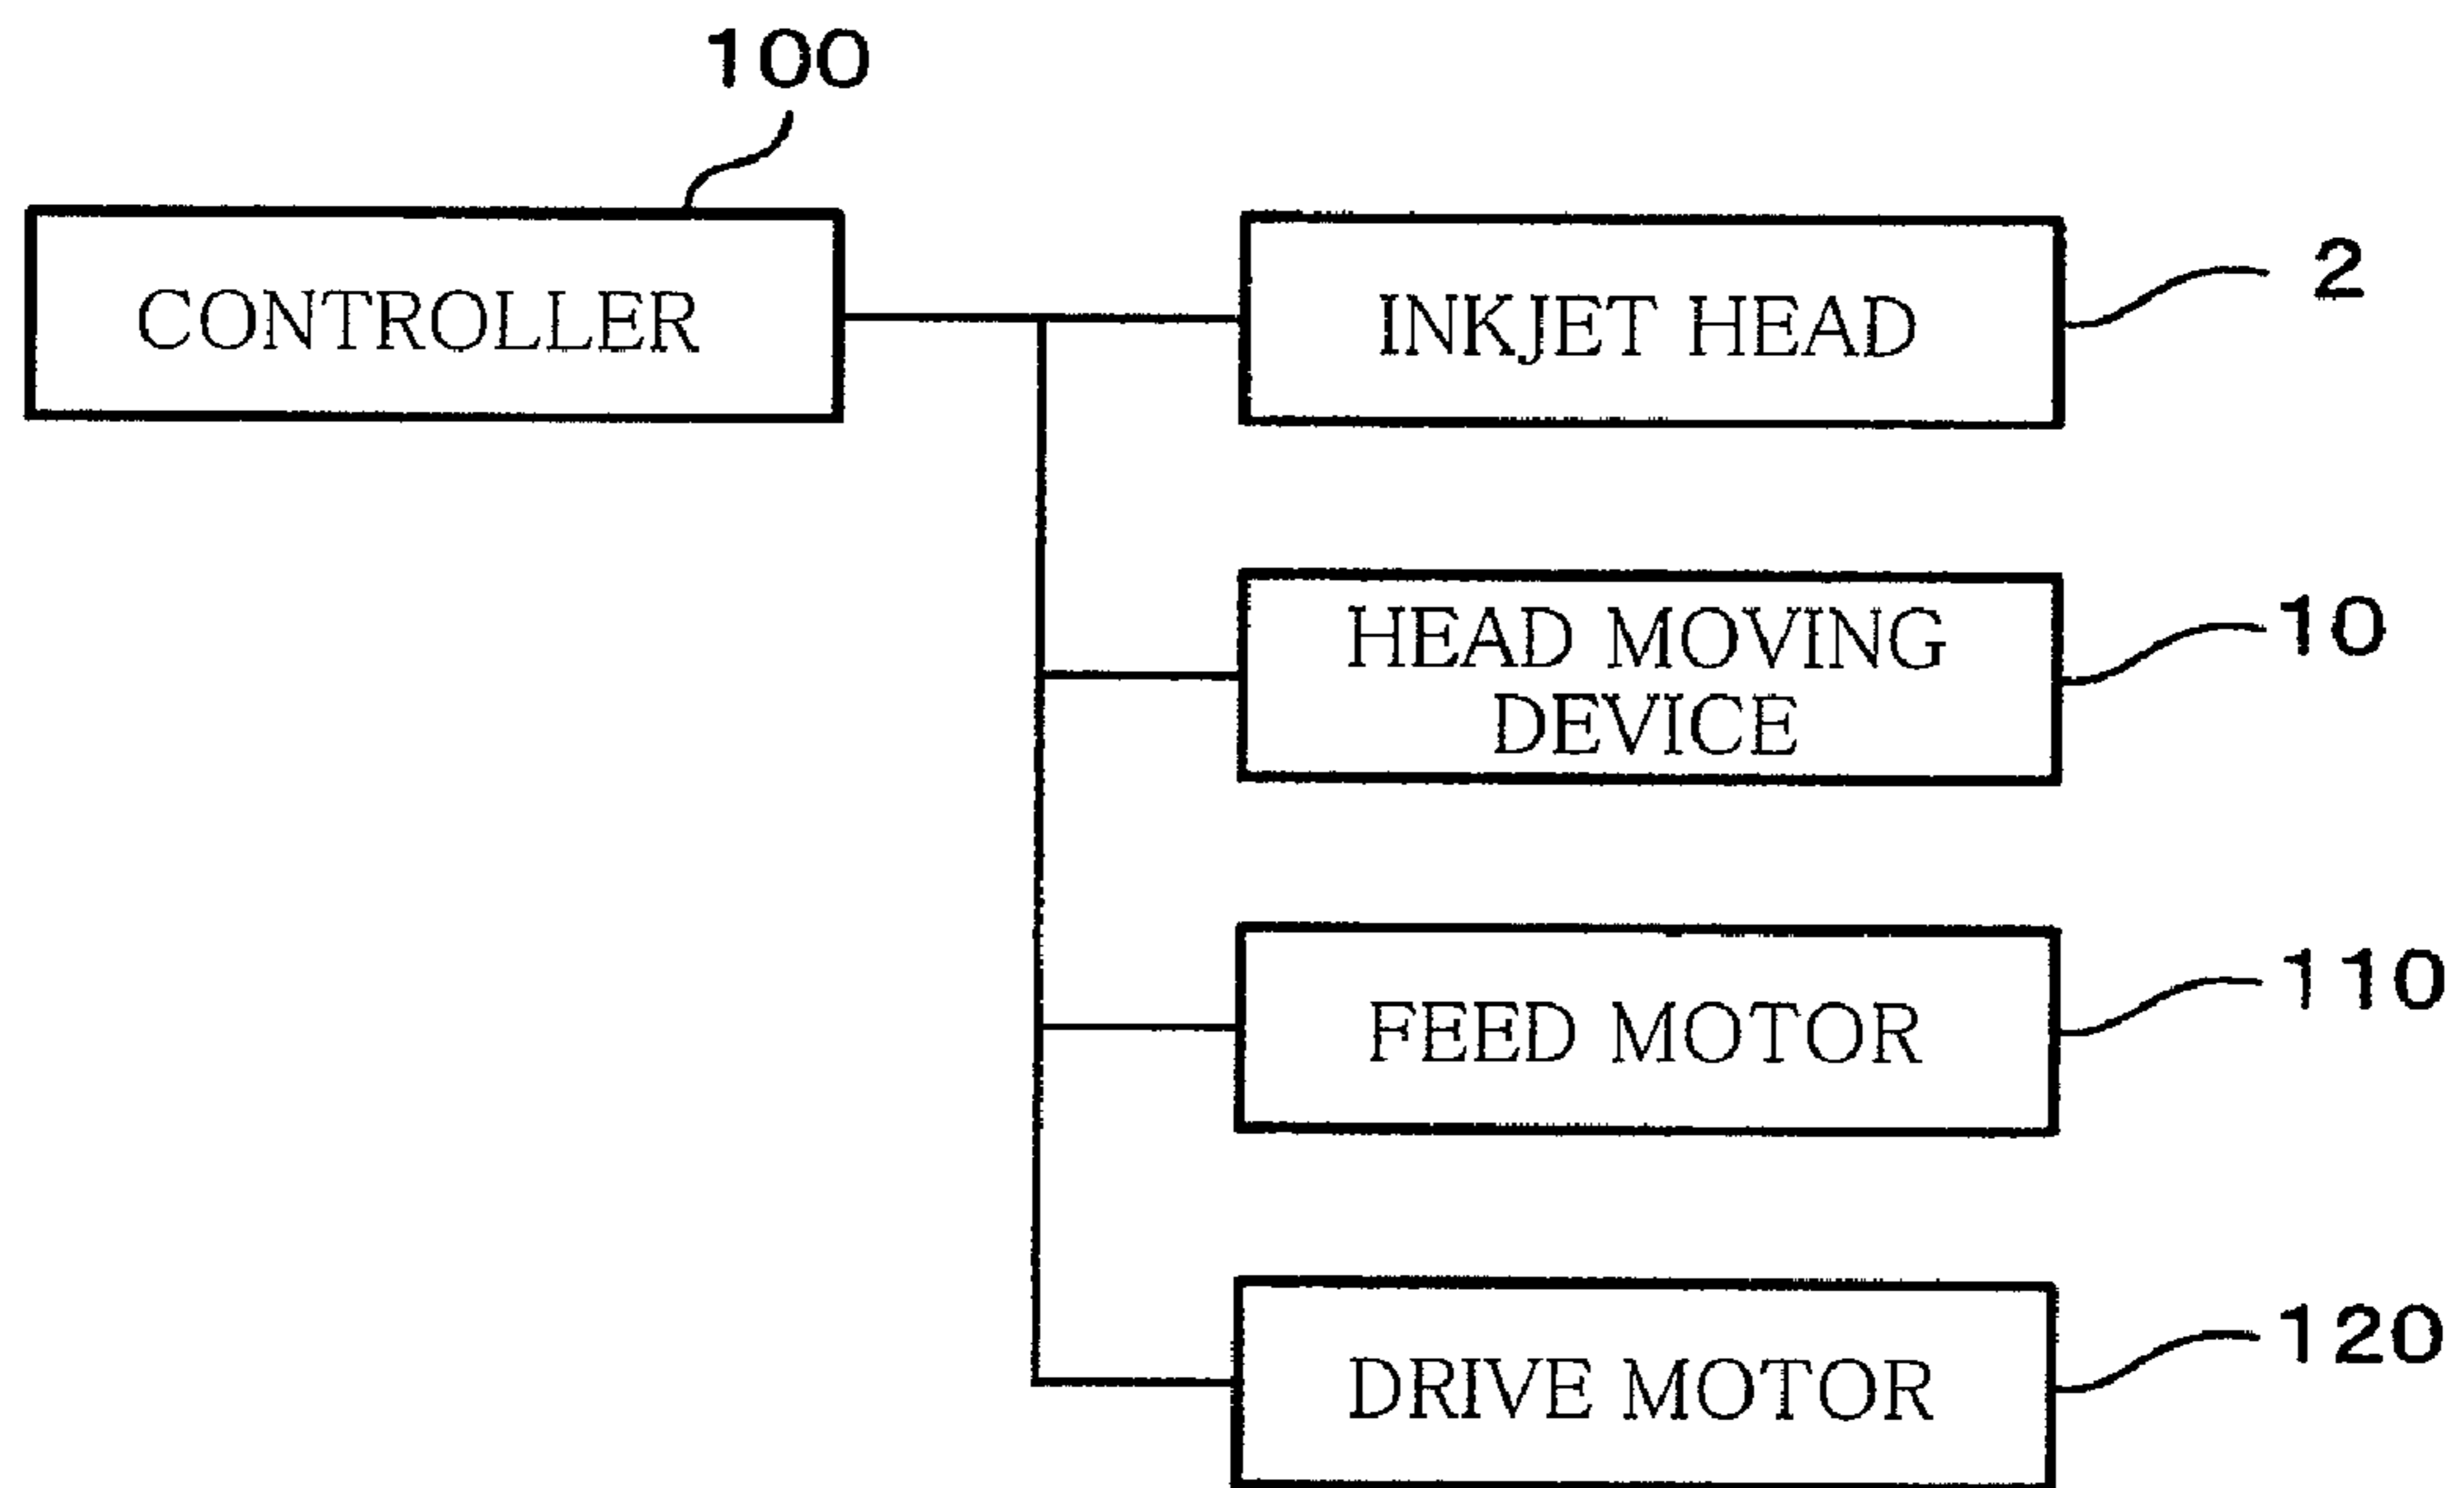 100
CONTROLLER
INKJET HEAD
2
HEAD MOVING
DEVICE
10
FEED MOTOR
110
DRIVE MOTOR
120